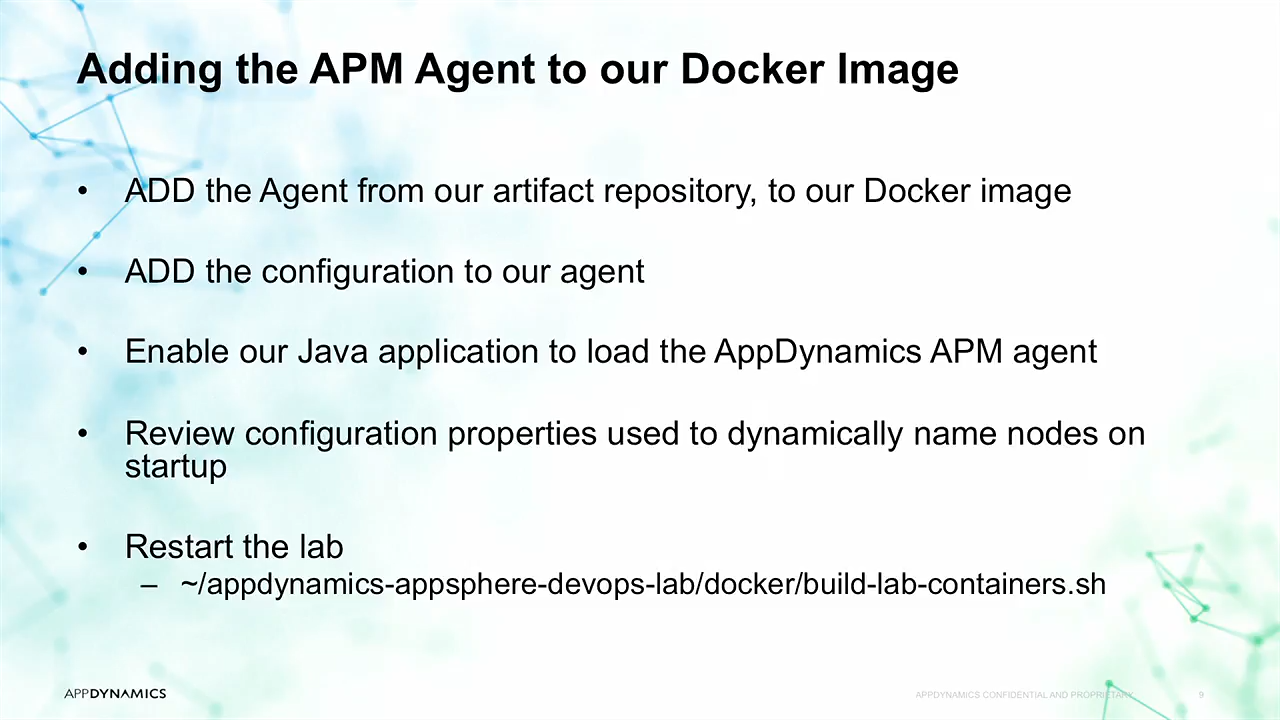 Adding the APM Agent to our Docker Image
• ADD the Agent from our artifact repository, to our Docker image
• ADD the configuration to our agent
• Enable our Java application to load the AppDynamics APM agent
• Review configuration properties used to dynamically name nodes on
startup
• Restart the lab
– ~/appdynamics-appsphere-devops-lab/docker/build-lab-containers.sh
APPDYNAMICS
APPDYNAMICS CONFIDENTIAL AND PROPRIETARY
9